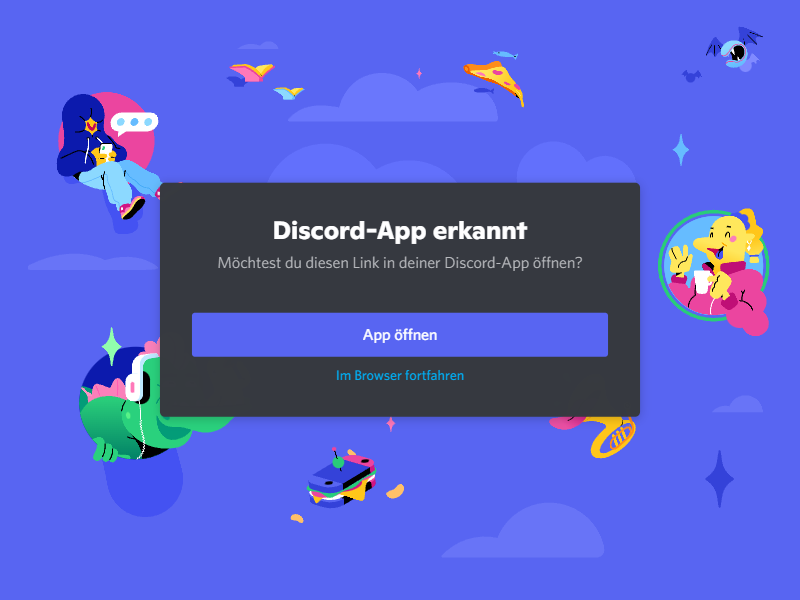 Discord-App erkannt
Möchtest du diesen Link in deiner Discord-App öffnen?
App öffnen
Im Browser fortfahren